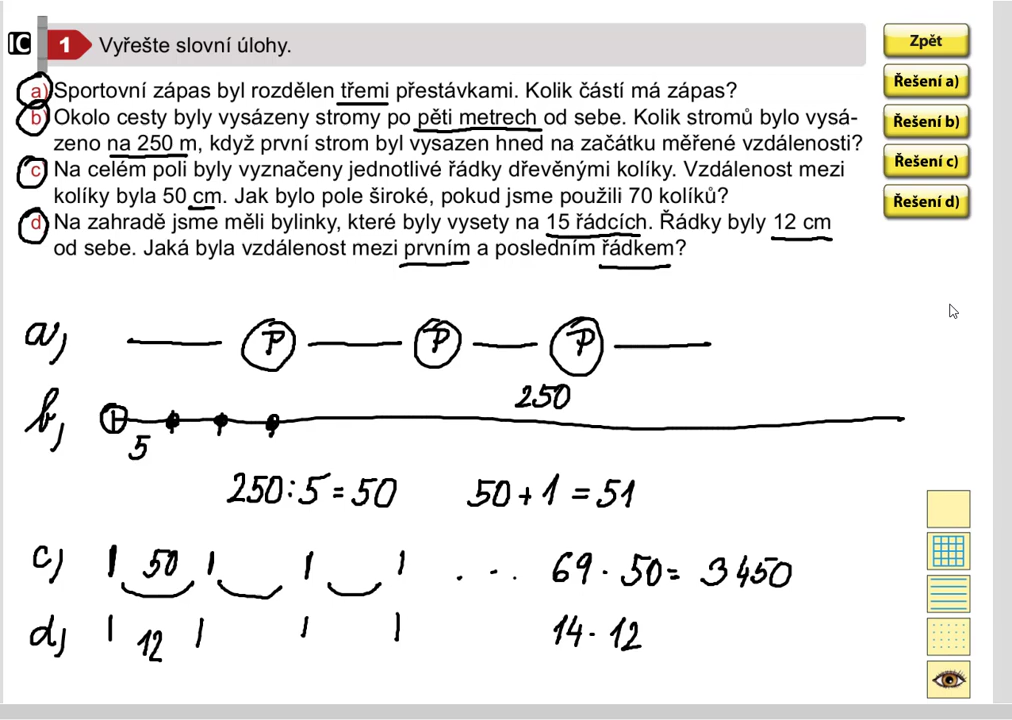 IC 1 Vyřešte slovní úlohy.
Zpět
Řešení a)
Řešení b)
Řešení c)
Řešení d)
a) Sportovní zápas byl rozdělen třemi přestávkami. Kolik částí má zápas?
b) Okolo cesty byly vysázeny stromy po pěti metrech od sebe. Kolik stromů bylo vysá-
zeno na 250 m, když první strom byl vysazen hned na začátku měřené vzdálenosti?
c) Na celém poli byly vyznačeny jednotlivé řádky dřevěnými kolíky. Vzdálenost mezi
kolíky byla 50 cm. Jak bylo pole široké, pokud jsme použili 70 kolíků?
d) Na zahradě jsme měli bylinky, které byly vysety na 15 řádcích. Řádky byly 12 cm
od sebe. Jaká byla vzdálenost mezi prvním a posledním řádkem?
a) P P P
b) 5 250
250:5=50 50+1=51
c) 50 ... 69·50=3450
d) 12 14·12